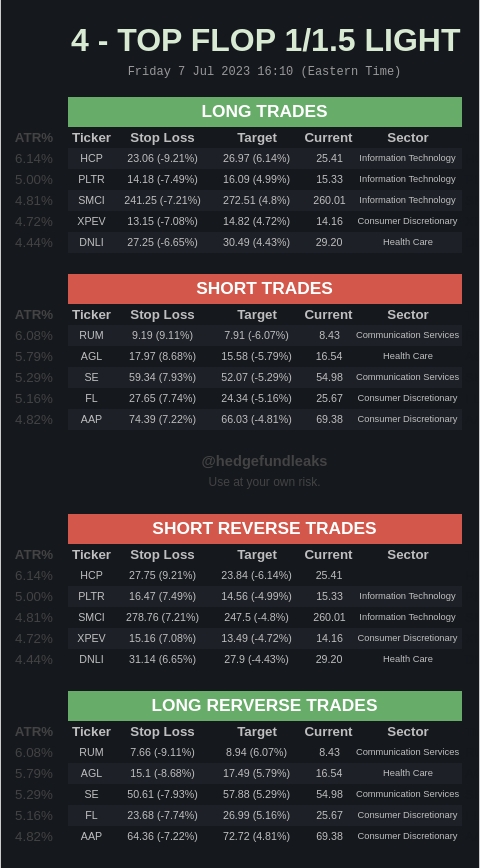 4 - TOP FLOP 1/1.5 LIGHT
Friday 7 Jul 2023 16:10 (Eastern Time)
LONG TRADES
ATR% Ticker Stop Loss Target Current Sector
6.14% HCP 23.06 (-9.21%) 26.97 (6.14%) 25.41 Information Technology
5.00% PLTR 14.18 (-7.49%) 16.09 (4.99%) 15.33 Information Technology
4.81% SMCI 241.25 (-7.21%) 272.51 (4.8%) 260.01 Information Technology
4.72% XPEV 13.15 (-7.08%) 14.82 (4.72%) 14.16 Consumer Discretionary
4.44% DNLI 27.25 (-6.65%) 30.49 (4.43%) 29.20 Health Care
SHORT TRADES
ATR% Ticker Stop Loss Target Current Sector
6.08% RUM 9.19 (9.11%) 7.91 (-6.07%) 8.43 Communication Services
5.79% AGL 17.97 (8.68%) 15.58 (-5.79%) 16.54 Health Care
5.29% SE 59.34 (7.93%) 52.07 (-5.29%) 54.98 Communication Services
5.16% FL 27.65 (7.74%) 24.34 (-5.16%) 25.67 Consumer Discretionary
4.82% AAP 74.39 (7.22%) 66.03 (-4.81%) 69.38 Consumer Discretionary
@hedgefundleaks
Use at your own risk.
SHORT REVERSE TRADES
ATR% Ticker Stop Loss Target Current Sector
6.14% HCP 27.75 (9.21%) 23.84 (-6.14%) 25.41
5.00% PLTR 16.47 (7.49%) 14.56 (-4.99%) 15.33 Information Technology
4.81% SMCI 278.76 (7.21%) 247.5 (-4.8%) 260.01 Information Technology
4.72% XPEV 15.16 (7.08%) 13.49 (-4.72%) 14.16 Consumer Discretionary
4.44% DNLI 31.14 (6.65%) 27.9 (-4.43%) 29.20 Health Care
LONG RERVERSE TRADES
ATR% Ticker Stop Loss Target Current Sector
6.08% RUM 7.66 (-9.11%) 8.94 (6.07%) 8.43 Communication Services
5.79% AGL 15.1 (-8.68%) 17.49 (5.79%) 16.54 Health Care
5.29% SE 50.61 (-7.93%) 57.88 (5.29%) 54.98 Communication Services
5.16% FL 23.68 (-7.74%) 26.99 (5.16%) 25.67 Consumer Discretionary
4.82% AAP 64.36 (-7.22%) 72.72 (4.81%) 69.38 Consumer Discretionary